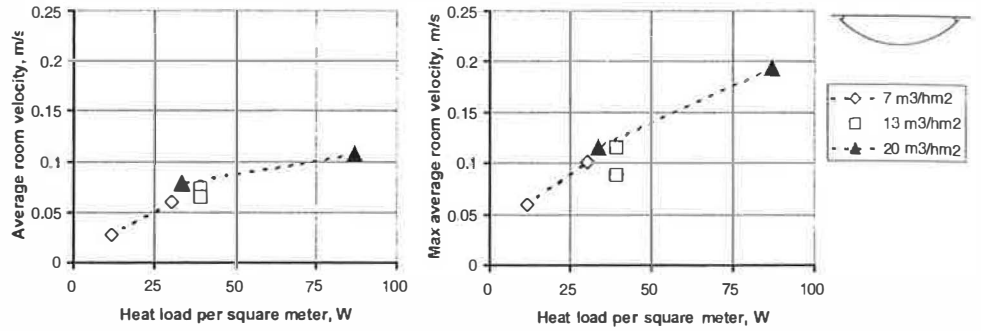 Average room velocity, m/s
0.25
0.2
0.15
0.1
0.05
0
0 25 50 75 100
Heat load per square meter, W
Max average room velocity, m/s
0.25
0.2
0.15
0.1
0.05
0
0 25 50 75 100
Heat load per square meter, W
7 m3/hm2
13 m3/hm2
20 m3/hm2